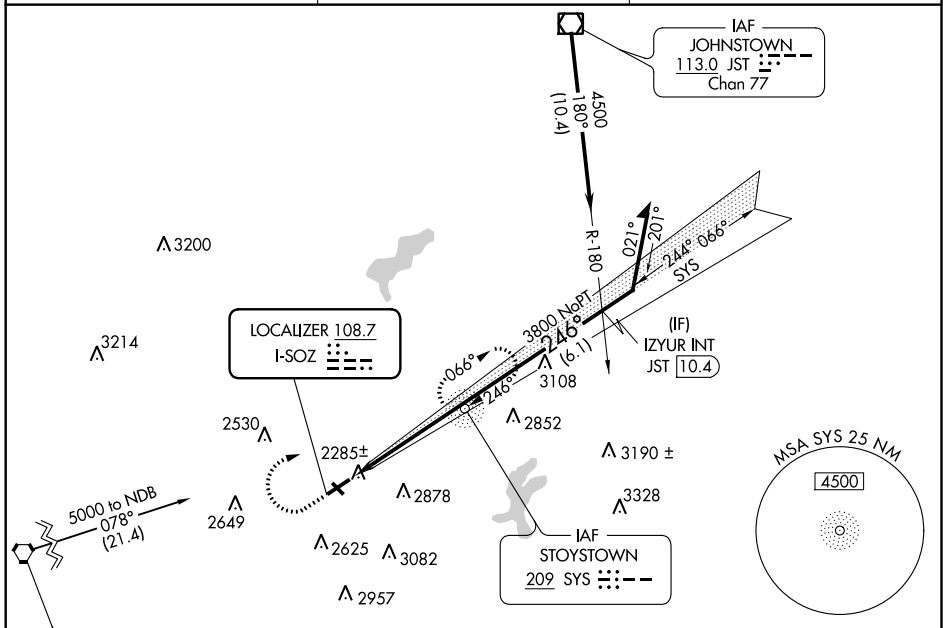 IAF
JOHNSTOWN
113.0 JST
Chan 77
4500
180°
(10.4)
R-180
021°
201°
244° 066°
SYS
3200
3800 NoPT
246°
(6.1)
(IF)
IZYUR INT
JST 10.4
LOCALIZER 108.7
I-SOZ
3214
066°
246°
3108
2530
2285±
2852
3190 ±
MSA SYS 25 NM
4500
5000 to NDB
078°
(21.4)
2649
2878
3328
2625
3082
2957
IAF
STOYSTOWN
209 SYS